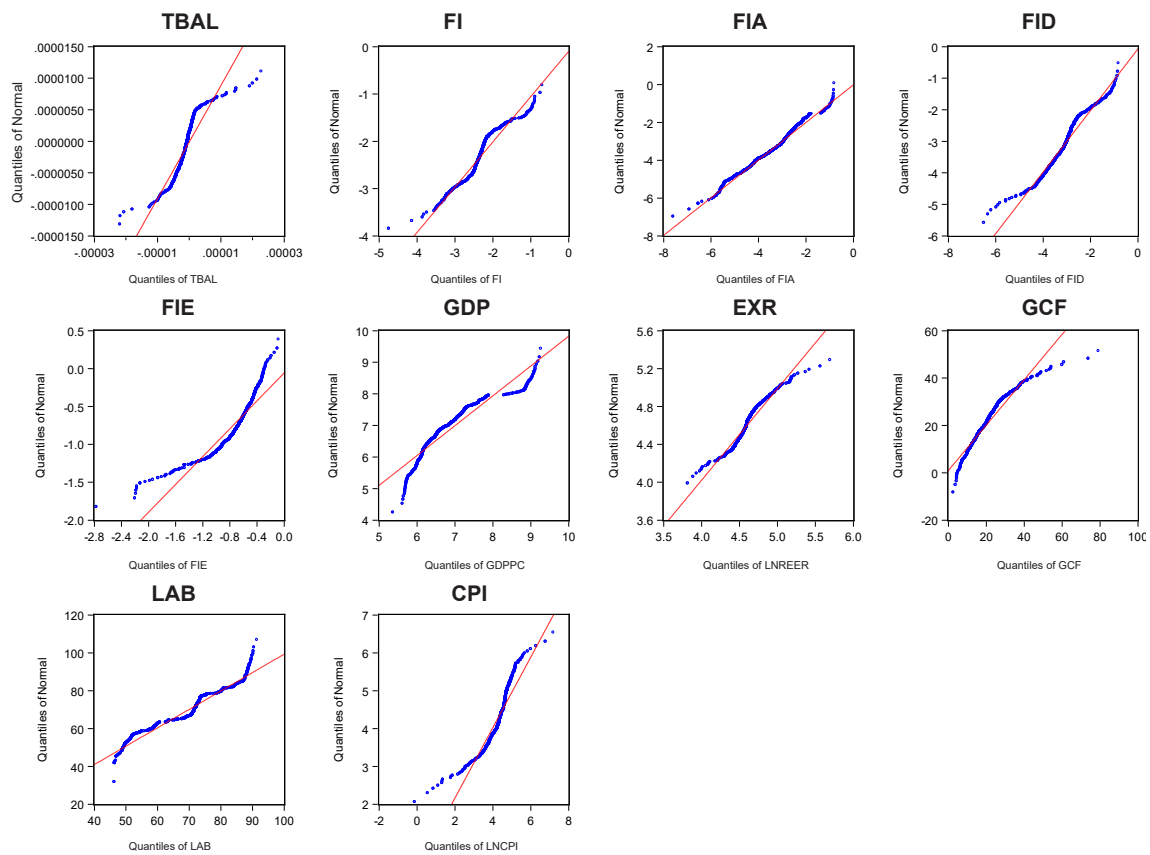 TBAL FI FIA FID
Quantiles of Normal
.0000150
.0000100
.0000050
.0000000
-.0000050
-.0000100
-.0000150
-.00003 -.00001 .00001 .00003
Quantiles of TBAL
Quantiles of Normal
0
-1
-2
-3
-4
-5 -4 -3 -2 -1 0
Quantiles of FI
Quantiles of Normal
2
0
-2
-4
-6
-8
-8 -6 -4 -2 0
Quantiles of FIA
Quantiles of Normal
0
-1
-2
-3
-4
-5
-6
-8 -6 -4 -2 0
Quantiles of FID
FIE GDP EXR GCF
Quantiles of Normal
0.5
0.0
-0.5
-1.0
-1.5
-2.0
-2.8 -2.4 -2.0 -1.6 -1.2 -0.8 -0.4 0.0
Quantiles of FIE
Quantiles of Normal
10
9
8
7
6
5
4
5 6 7 8 9 10
Quantiles of GDPPC
Quantiles of Normal
5.6
5.2
4.8
4.4
4.0
3.6
3.5 4.0 4.5 5.0 5.5 6.0
Quantiles of LNREER
Quantiles of Normal
60
40
20
0
-20
0 20 40 60 80 100
Quantiles of GCF
LAB CPI
Quantiles of Normal
120
100
80
60
40
20
40 50 60 70 80 90 100
Quantiles of LAB
Quantiles of Normal
7
6
5
4
3
2
-2 0 2 4 6 8
Quantiles of LNCPI